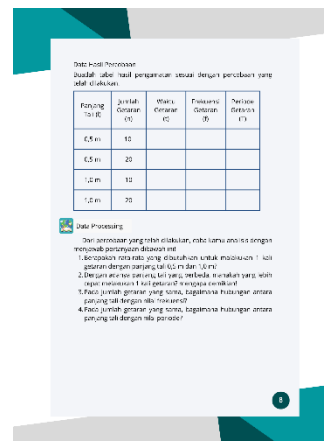 Data Hasil Percobaan
Buatlah tabel hasil pengamatan sesuai dengan percobaan yang
telah dilakukan.
Panjang Tali (l) Jumlah Getaran (n) Waktu Getaran (t) Frekuensi Getaran (f) Periode Getaran (T)
0,5 m 10
0,5 m 20
1,0 m 10
1,0 m 20
Data Processing
Dari percobaan yang telah dilakukan, coba kamu analisis dengan
menjawab pertanyaan dibawah ini!
1. Berapakah rata-rata yang dibutuhkan untuk melakukan 1 kali
getaran dengan panjang tali 0,5 m dan 1,0 m?
2. Dengan adanya panjang tali yang berbeda, manakah yang lebih
cepat melakukan 1 kali getaran? mengapa demikian?
3. Pada jumlah getaran yang sama, bagaimana hubungan antara
panjang tali dengan nilai frekuensi?
4. Pada jumlah getaran yang sama, bagaimana hubungan antara
panjang tali dengan nilai periode?
8